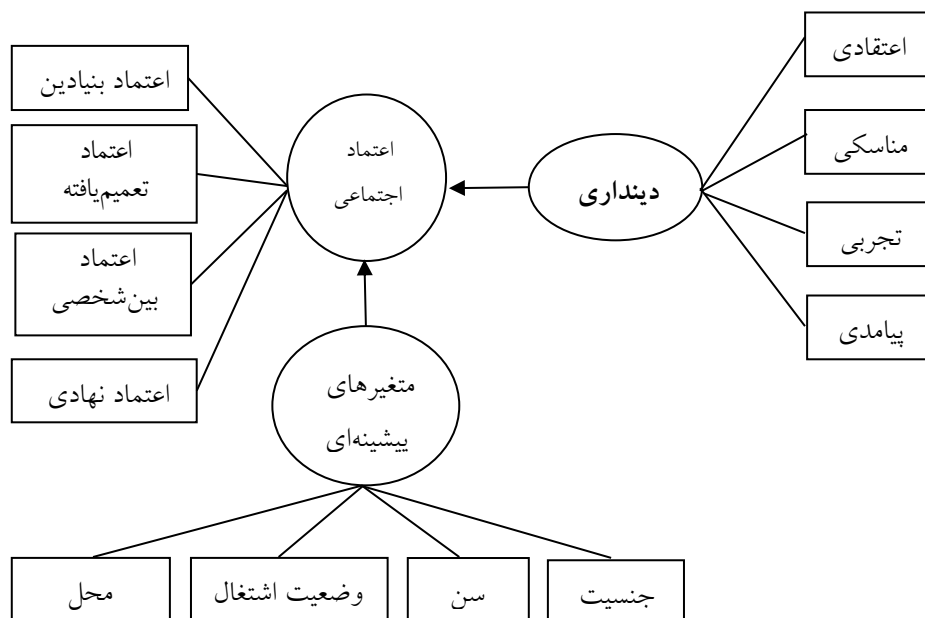 اعتقادی
مناسکی
تجربی
پیامدی
دینداری
اعتماد
اجتماعی
اعتماد بنیادین
اعتماد
تعمیم‌یافته
اعتماد
بین‌شخصی
اعتماد نهادی
متغیرهای
پیشینه‌ای
جنسیت
سن
وضعیت اشتغال
محل